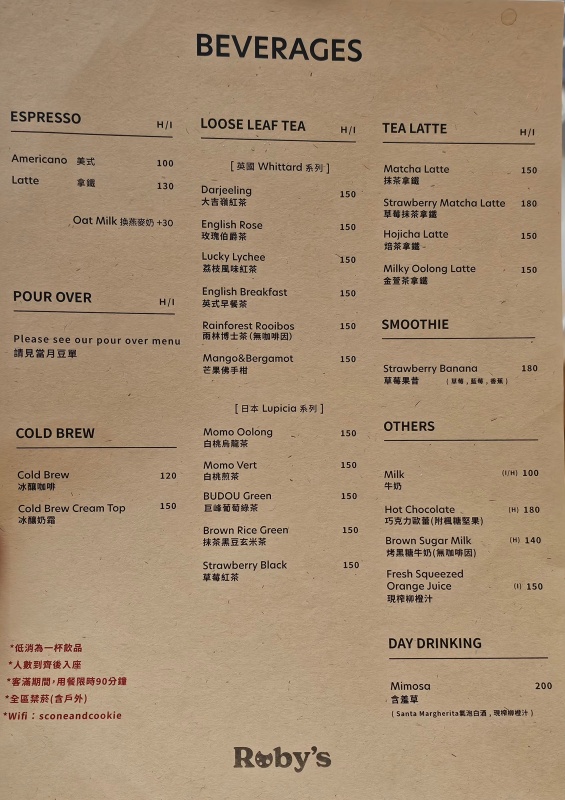 BEVERAGES
ESPRESSO H/I
Americano 美式 100
Latte 拿鐵 130
Oat Milk 換燕麥奶 +30
POUR OVER H/I
Please see our pour over menu
請見當月豆單
COLD BREW
Cold Brew 120
冰釀咖啡
Cold Brew Cream Top 150
冰釀奶霜
LOOSE LEAF TEA H/I
[ 英國 Whittard 系列 ]
Darjeeling 150
大吉嶺紅茶
English Rose 150
玫瑰伯爵茶
Lucky Lychee 150
荔枝風味紅茶
English Breakfast 150
英式早餐茶
Rainforest Rooibos 150
雨林博士茶(無咖啡因)
Mango&Bergamot 150
芒果佛手柑
[ 日本 Lupicia 系列 ]
Momo Oolong 150
白桃烏龍茶
Momo Vert 150
白桃煎茶
BUDOU Green 150
巨峰葡萄綠茶
Brown Rice Green 150
抹茶黑豆玄米茶
Strawberry Black 150
草莓紅茶
TEA LATTE H/I
Matcha Latte 150
抹茶拿鐵
Strawberry Matcha Latte 180
草莓抹茶拿鐵
Hojicha Latte 150
焙茶拿鐵
Milky Oolong Latte 150
金萱茶拿鐵
SMOOTHIE
Strawberry Banana 180
草莓果昔 (草莓,藍莓,香蕉)
OTHERS
Milk (I/H) 100
牛奶
Hot Chocolate (H) 180
巧克力歐蕾(附楓糖堅果)
Brown Sugar Milk (H) 140
烤黑糖牛奶(無咖啡因)
Fresh Squeezed
Orange Juice (I) 150
現榨柳橙汁
DAY DRINKING
Mimosa 200
含羞草
(Santa Margherita氣泡白酒,現榨柳橙汁)
*低消為一杯飲品
*人數到齊後入座
*客滿期間,用餐限時90分鐘
*全區禁菸(含戶外)
*Wifi：sconeandcookie
Roby's